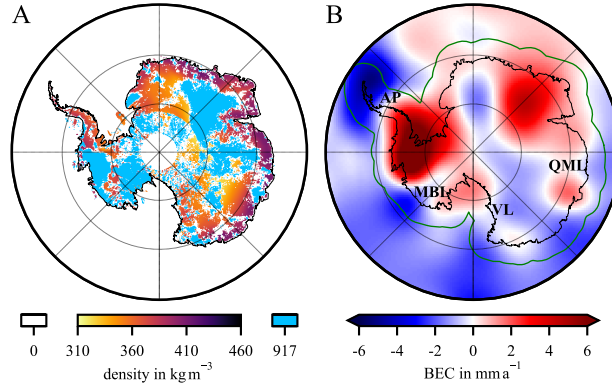 A
B
AP
QML
MBL
VL
0
310 360 410 460
917
density in kg m⁻³
-6 -4 -2 0 2 4 6
BEC in mm a⁻¹